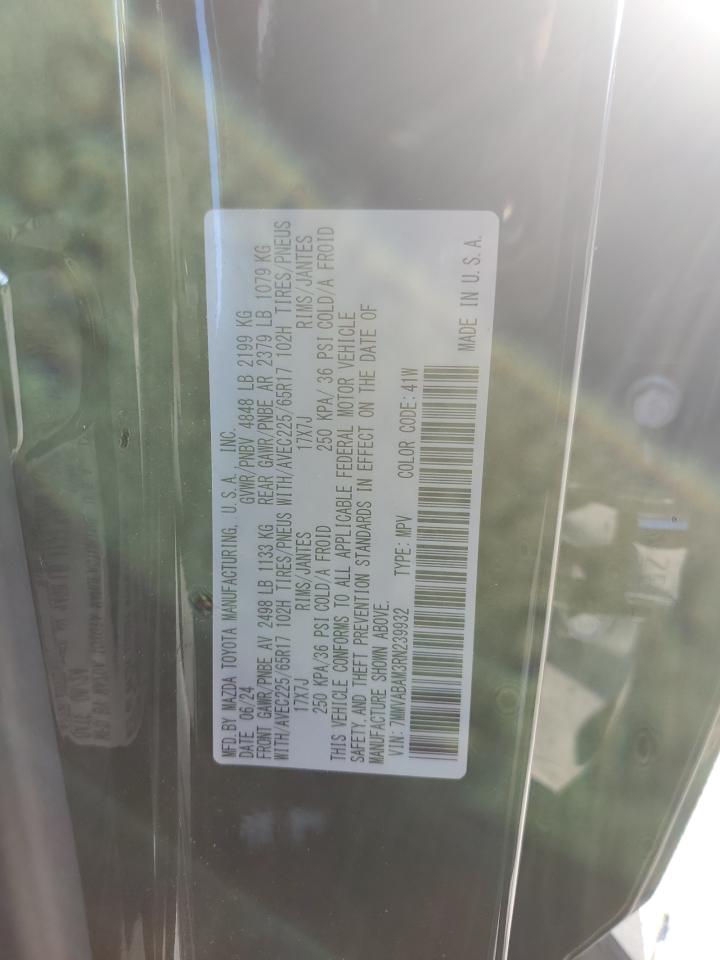 MFD. BY MAZDA TOYOTA MANUFACTURING, U. S. A., INC.
DATE 06/24 GVWR/PNBV 4848 LB 2199 KG
FRONT GAWR/PNBE AV 2498 LB 1133 KG REAR GAWR/PNBE AR 2379 LB 1079 KG
WITH/AVEC225/65R17 102H TIRES/PNEUS WITH/AVEC225/65R17 102H TIRES/PNEUS
17X7J RIMS/JANTES 17X7J RIMS/JANTES
250 KPA/36 PSI COLD/A FROID 250 KPA/ 36 PSI COLD/A FROID
THIS VEHICLE CONFORMS TO ALL APPLICABLE FEDERAL MOTOR VEHICLE
SAFETY, AND THEFT PREVENTION STANDARDS IN EFFECT ON THE DATE OF
MANUFACTURE SHOWN ABOVE.
VIN: 7MMVABAM3RN239932 TYPE: MPV COLOR CODE: 41W
MADE IN U. S. A.